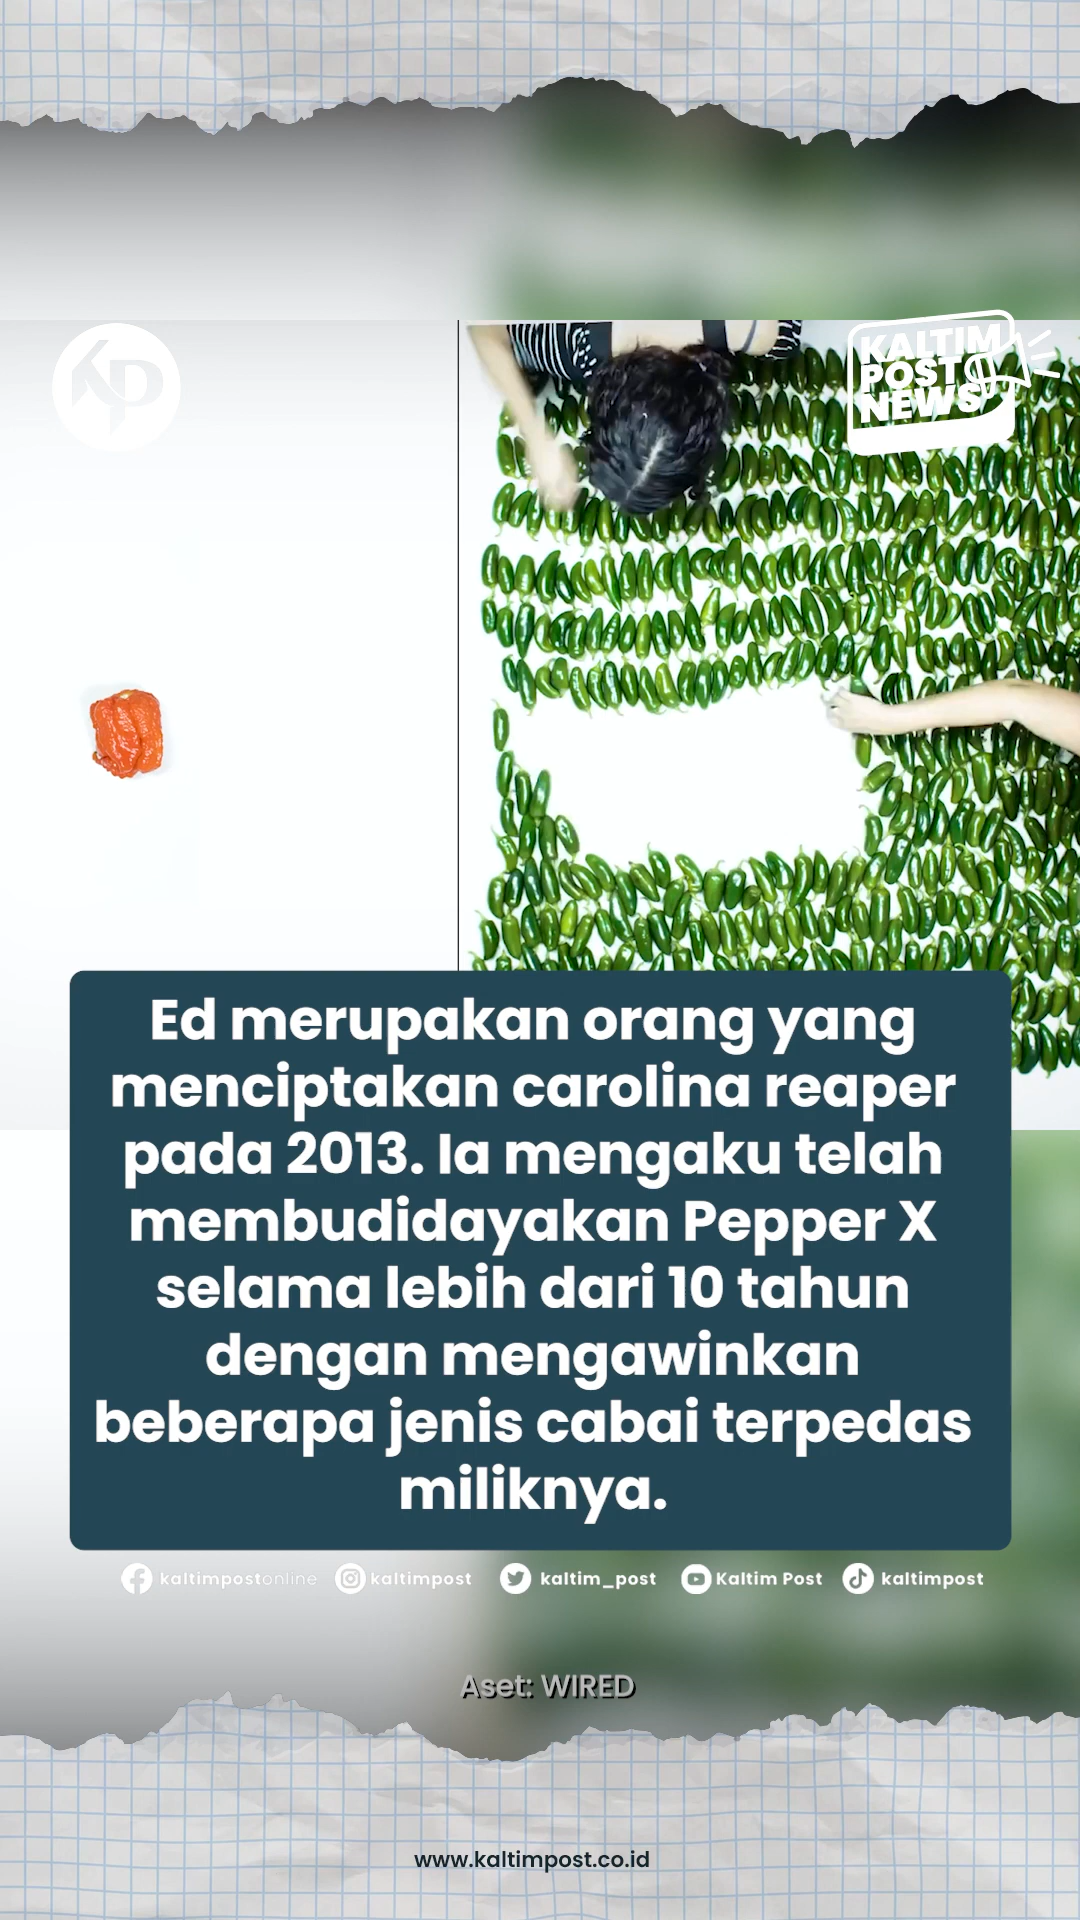 KP
KALTIM
POST
NEWS
Ed merupakan orang yang
menciptakan carolina reaper
pada 2013. Ia mengaku telah
membudidayakan Pepper X
selama lebih dari 10 tahun
dengan mengawinkan
beberapa jenis cabai terpedas
miliknya.
kaltimpostonline kaltimpost kaltim_post Kaltim Post kaltimpost
Aset: WIRED
www.kaltimpost.co.id